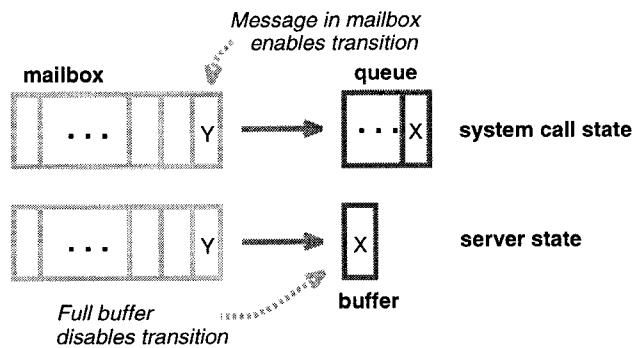 Message in mailbox
enables transition
mailbox
queue
... Y
... X
system call state
... Y
X
server state
buffer
Full buffer
disables transition